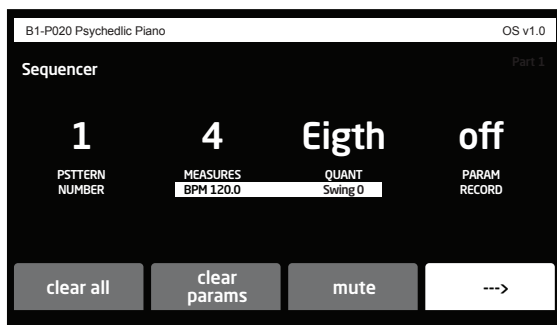 B1-P020 Psychedlic Piano OS v1.0
Sequencer Part 1
1 4 Eigth off
PSTTERN MEASURES QUANT PARAM
NUMBER BPM 120.0 Swing 0 RECORD
clear all clear params mute --->